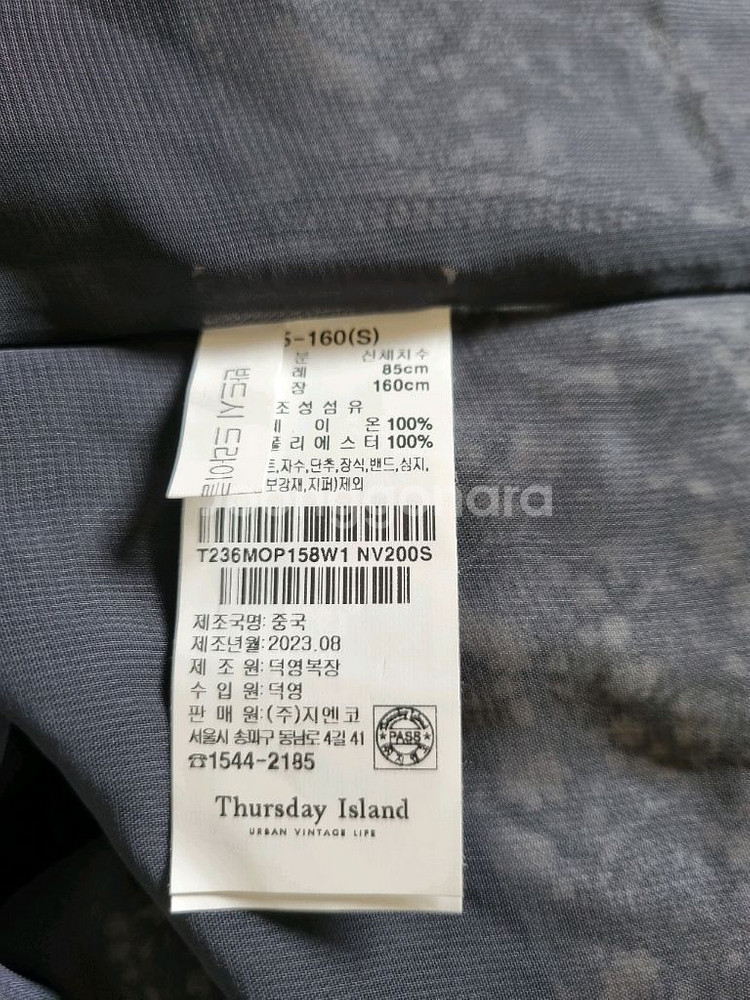 5-160(S)
분 신체치수
레 85cm
장 160cm
조성섬유
이 온 100%
리 에 스 터 100%
트,자수,단추,장식,밴드,심지,
보강재,지퍼)제외
T236MOP158W1 NV200S
제조국명: 중국
제조년월: 2023.08
제 조 원: 덕영복장
수 입 원: 덕영
판 매 원: (주)지엔코
서울시 송파구 동남로 4길 41
☎1544-2185
PASS
Thursday Island
URBAN VINTAGE LIFE